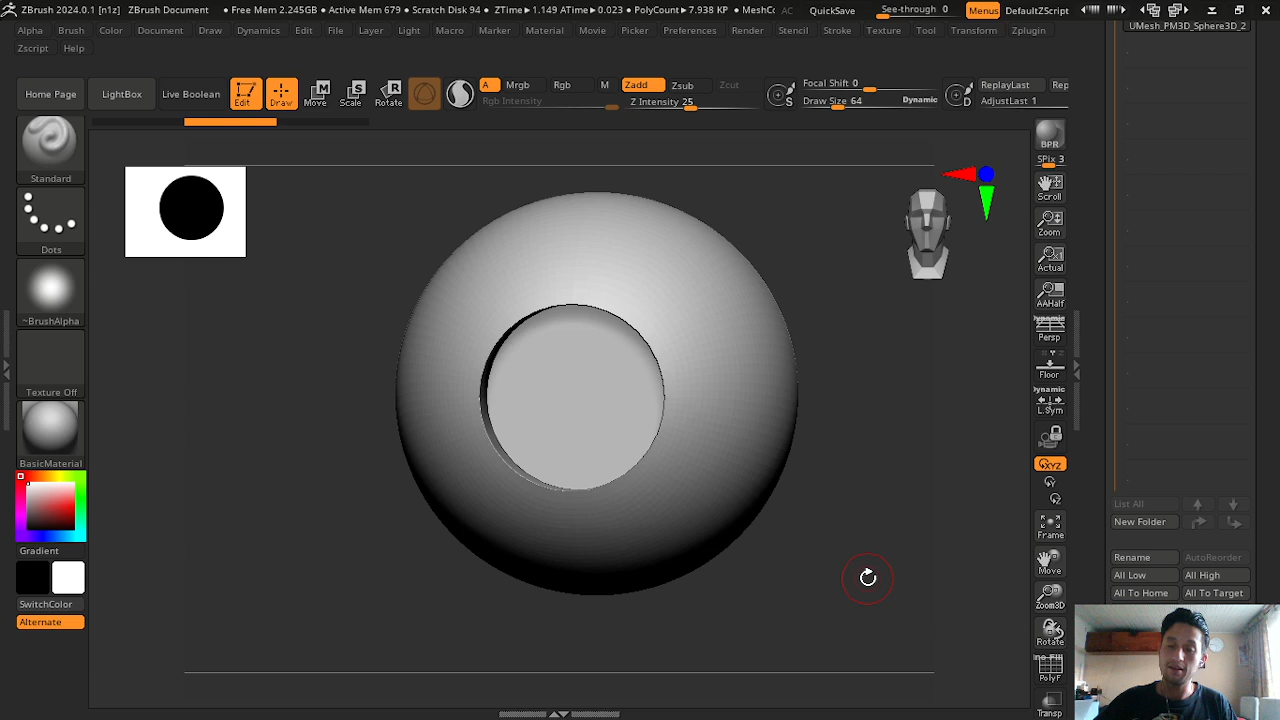 ZBrush 2024.0.1 [n1z] ZBrush Document • Free Mem 2.245GB • Active Mem 679 • Scratch Disk 94 • ZTime ▸ 1.149 ATime ▸ 0.023 • PolyCount ▸ 7.938 KP • MeshCo AC QuickSave See-through 0 Menus DefaultZScript
Alpha Brush Color Document Draw Dynamics Edit File Layer Light Macro Marker Material Movie Picker Preferences Render Stencil Stroke Texture Tool Transform Zplugin
UMesh_PM3D_Sphere3D_2
Zscript Help
Home Page LightBox Live Boolean Edit Draw Move Scale Rotate
A Mrgb Rgb M Zadd Zsub Zcut Focal Shift 0 ReplayLast Rep
Rgb Intensity Z Intensity 25 Draw Size 64 Dynamic AdjustLast 1
S
D
Standard
Dots
~BrushAlpha
Texture Off
BasicMaterial
Gradient
SwitchColor
Alternate
BPR
SPix 3
Scroll
Zoom
Actual
AAHalf
Dynamic
Persp
Floor
Dynamic
L.Sym
XYZ
Y
Z
Frame
Move
Zoom3D
Rotate
PolyF
Transp
List All
New Folder
Rename AutoReorder
All Low All High
All To Home All To Target